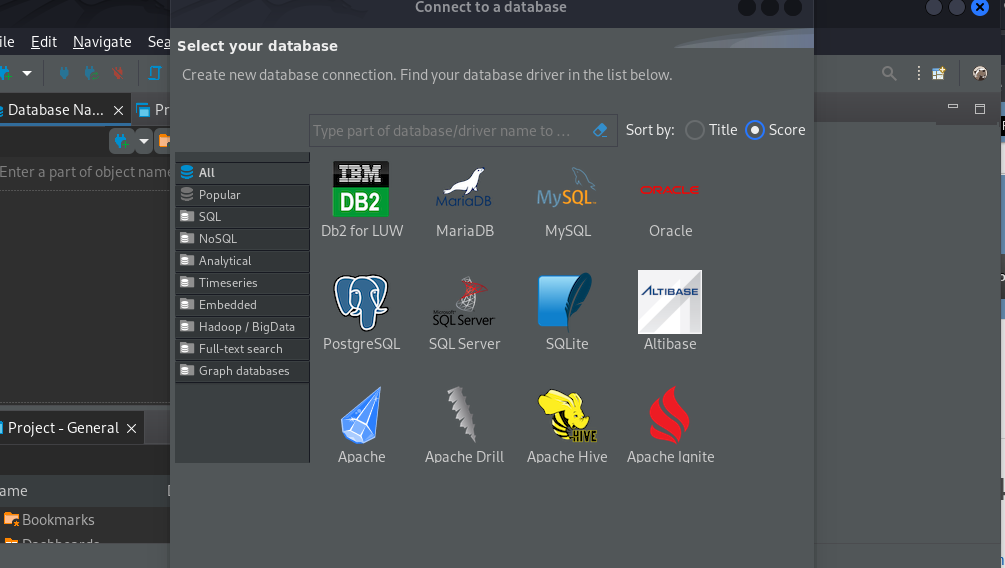 Connect to a database
ile Edit Navigate Sea
Select your database
Create new database connection. Find your database driver in the list below.
Database Na... Pr
Type part of database/driver name to ... Sort by: Title Score
Enter a part of object name
All
Popular
SQL
NoSQL
Analytical
Timeseries
Embedded
Hadoop / BigData
Full-text search
Graph databases
IBM
DB2
MariaDB
MySQL
ORACLE
Db2 for LUW MariaDB MySQL Oracle
Microsoft
SQL Server
ALTIBASE
PostgreSQL SQL Server SQLite Altibase
HIVE
Apache Apache Drill Apache Hive Apache Ignite
Project - General
ame D
Bookmarks
Dashboards